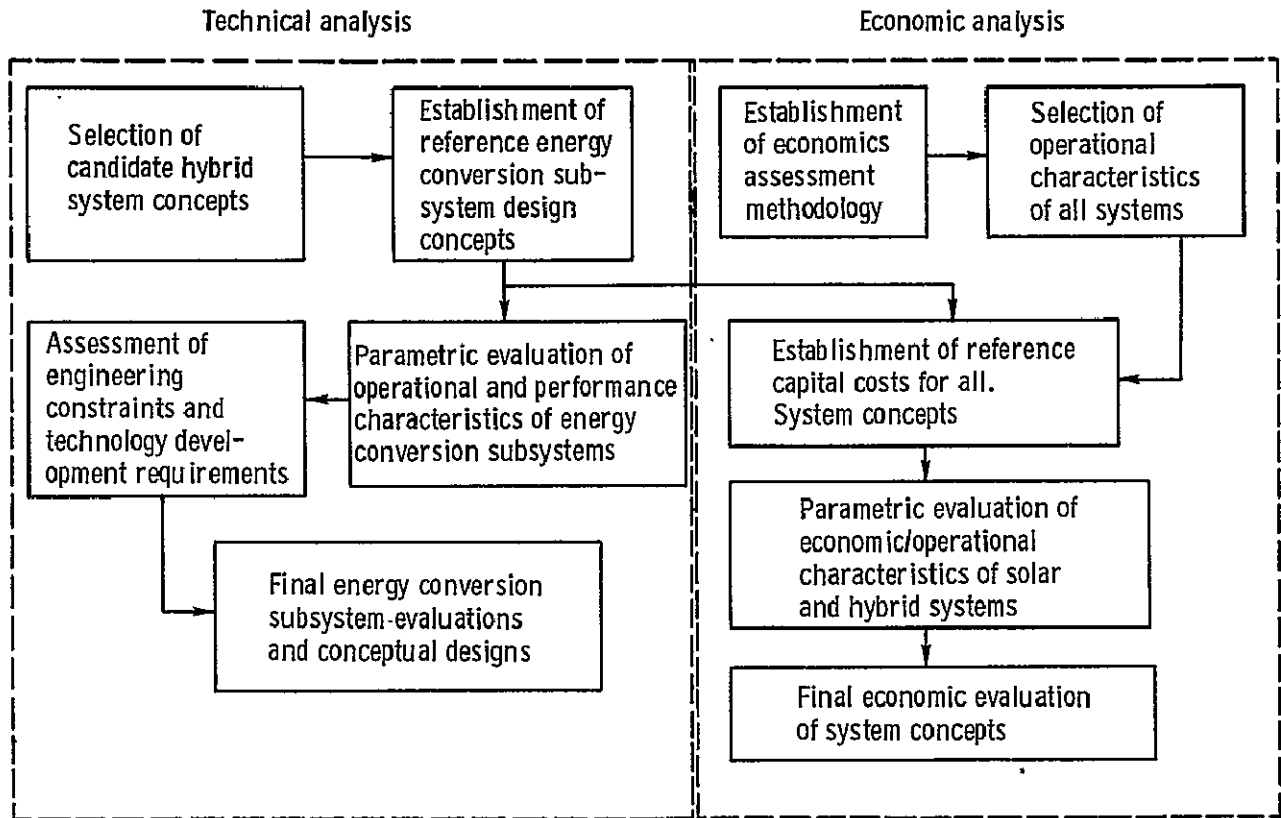 Technical analysis
Economic analysis
Selection of
candidate hybrid
system concepts
Establishment of
reference energy
conversion sub-
system design
concepts
Establishment
of economics
assessment
methodology
Selection of
operational
characteristics
of all systems
Assessment of
engineering
constraints and
technology devel-
opment requirements
Parametric evaluation of
operational and performance
characteristics of energy
conversion subsystems
Establishment of reference
capital costs for all.
System concepts
Final energy conversion
subsystem-evaluations
and conceptual designs
Parametric evaluation of
economic/operational
characteristics of solar
and hybrid systems
Final economic evaluation
of system concepts